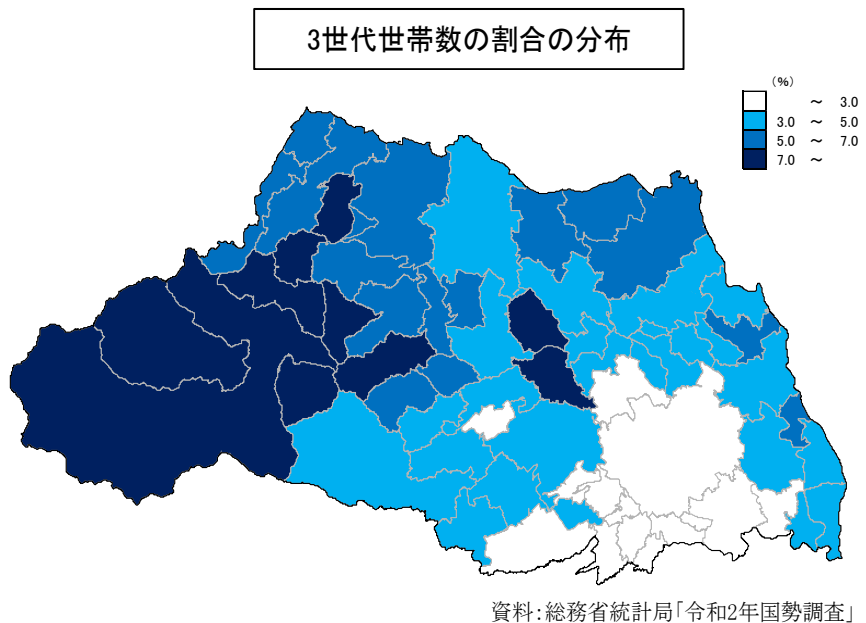 3世代世帯数の割合の分布
(%)
～ 3.0
3.0 ～ 5.0
5.0 ～ 7.0
7.0 ～
資料:総務省統計局「令和2年国勢調査」